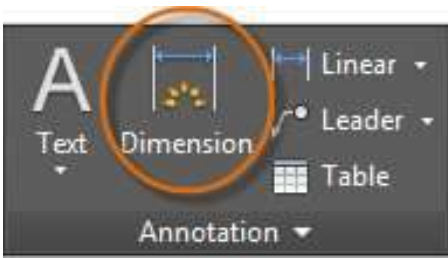 A
Text
Dimension
Linear
Leader
Table
Annotation